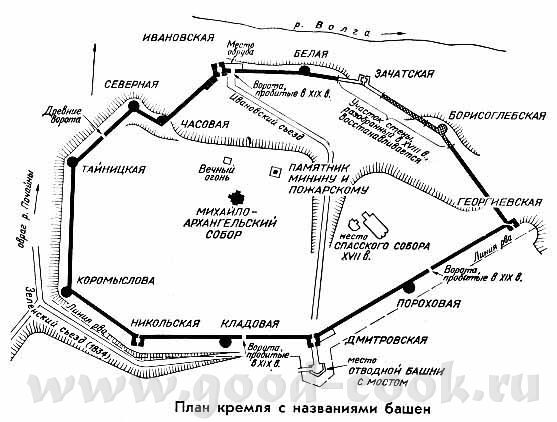 р. Волга
ИВАНОВСКАЯ
Место
обруба
БЕЛАЯ
ЗАЧАТСКАЯ
СЕВЕРНАЯ
Ворота,
пробитые в XIX в.
Древние
ворота
ЧАСОВАЯ
Ивановский съезд
Участок стены,
разобранный в XVIII в.,
восстанавливается
БОРИСОГЛЕБСКАЯ
ТАЙНИЦКАЯ
Вечный
огонь
ПАМЯТНИК
МИНИНУ И
ПОЖАРСКОМУ
ГЕОРГИЕВСКАЯ
МИХАЙЛО-
АРХАНГЕЛЬСКИЙ
СОБОР
место
СПАССКОГО СОБОРА
XVII в.
Линия рва
овраг р. Почайны
КОРОМЫСЛОВА
Ворота,
пробитые в XIX в.
ПОРОХОВАЯ
Зеленский съезд (1834)
Линия рва
НИКОЛЬСКАЯ
КЛАДОВАЯ
Ворота,
пробитые
в XIX в.
ДМИТРОВСКАЯ
место
ОТВОДНОЙ БАШНИ
С МОСТОМ
www.good-cook.ru
План кремля с названиями башен